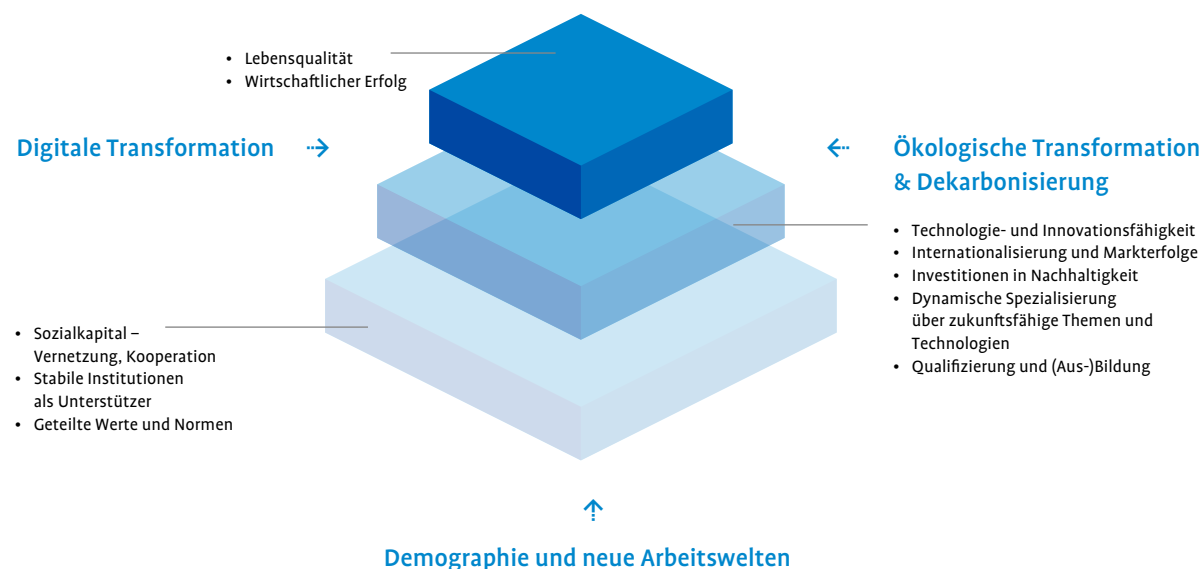 • Lebensqualität
• Wirtschaftlicher Erfolg
Digitale Transformation
Ökologische Transformation
& Dekarbonisierung
• Technologie- und Innovationsfähigkeit
• Internationalisierung und Markterfolge
• Investitionen in Nachhaltigkeit
• Dynamische Spezialisierung
über zukunftsfähige Themen und
Technologien
• Qualifizierung und (Aus-)Bildung
• Sozialkapital –
Vernetzung, Kooperation
• Stabile Institutionen
als Unterstützer
• Geteilte Werte und Normen
Demographie und neue Arbeitswelten